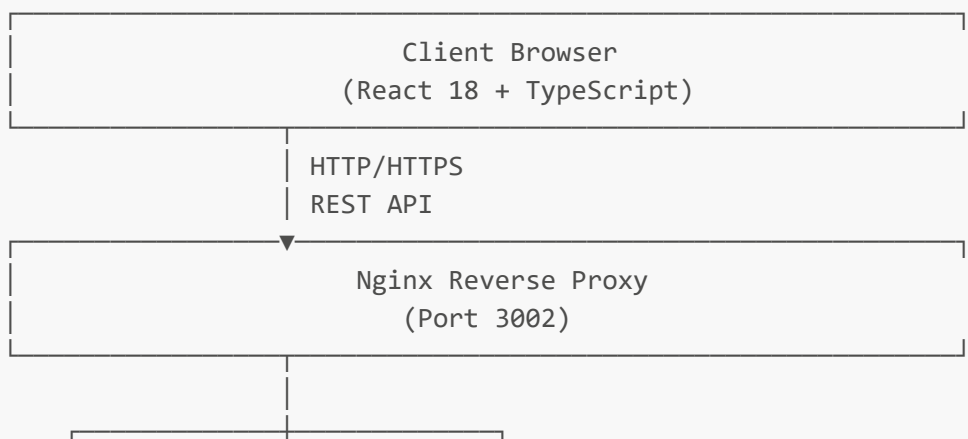 Client Browser
(React 18 + TypeScript)
HTTP/HTTPS
REST API
Nginx Reverse Proxy
(Port 3002)